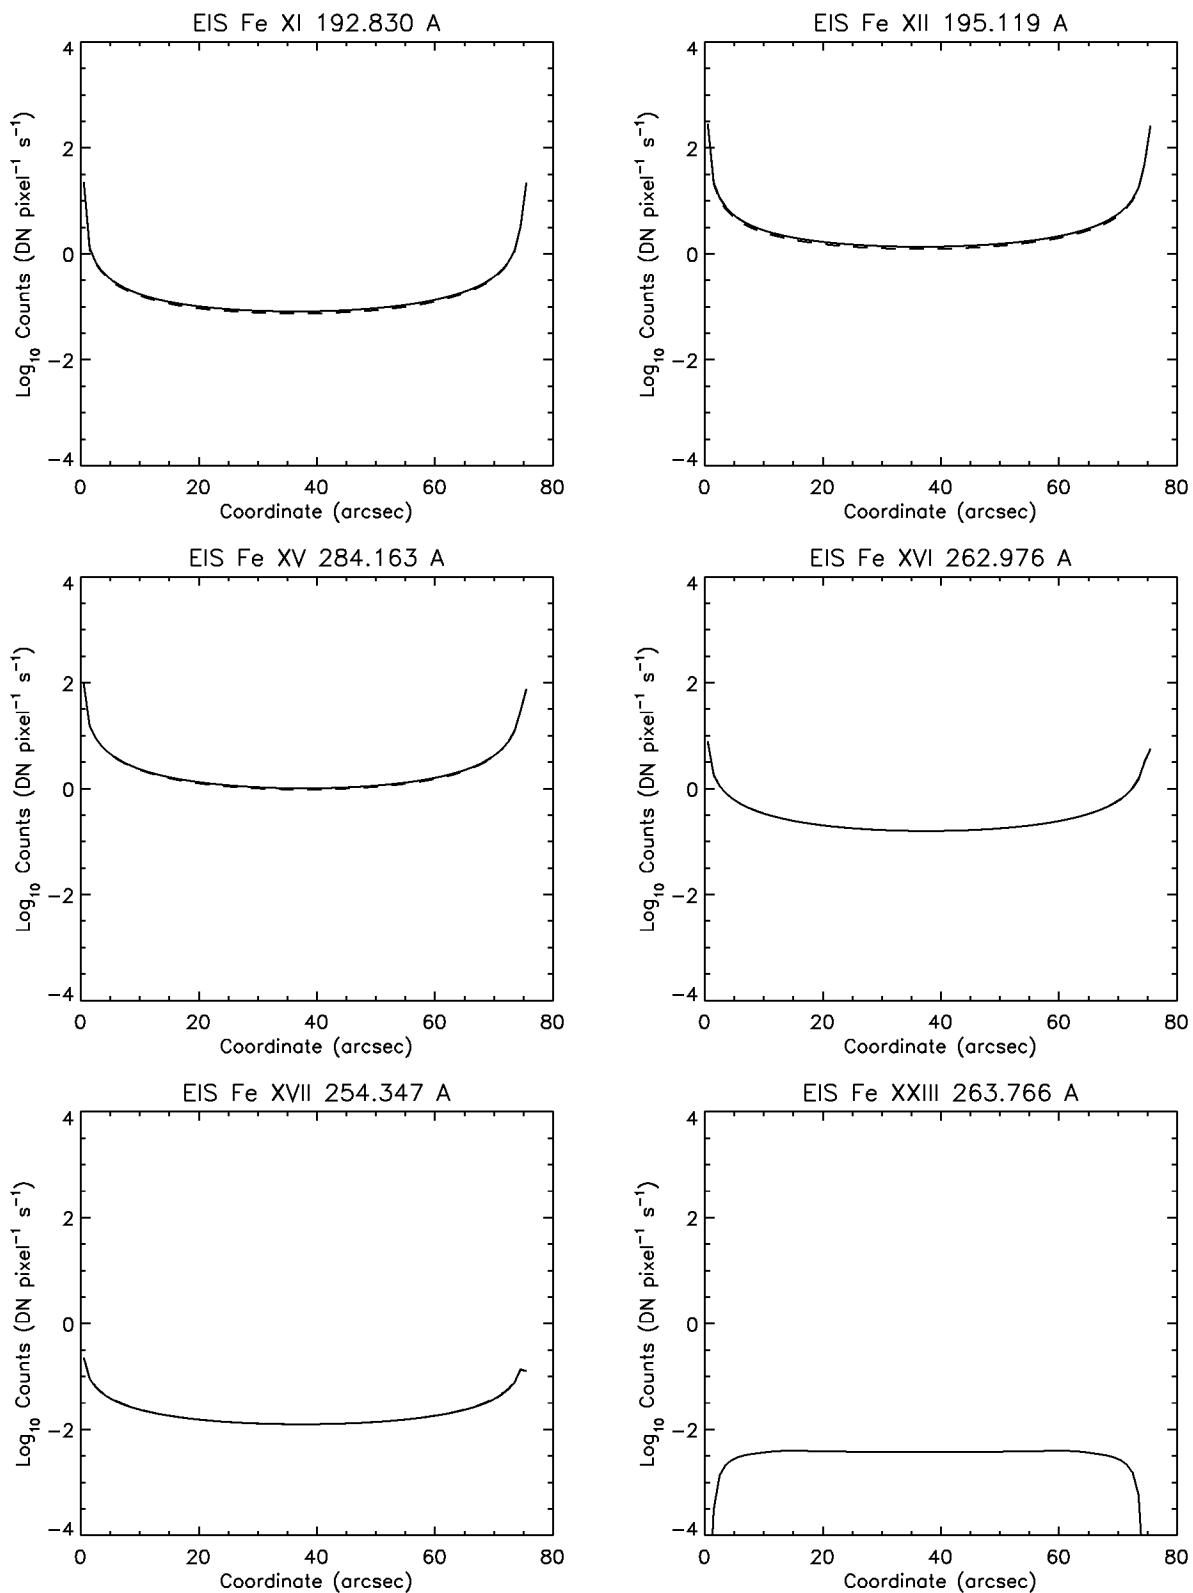 EIS Fe XI 192.830 A
4
2
0
−2
−4
Log₁₀ Counts (DN pixel⁻¹ s⁻¹)
0 20 40 60 80
Coordinate (arcsec)
EIS Fe XII 195.119 A
4
2
0
−2
−4
Log₁₀ Counts (DN pixel⁻¹ s⁻¹)
0 20 40 60 80
Coordinate (arcsec)
EIS Fe XV 284.163 A
4
2
0
−2
−4
Log₁₀ Counts (DN pixel⁻¹ s⁻¹)
0 20 40 60 80
Coordinate (arcsec)
EIS Fe XVI 262.976 A
4
2
0
−2
−4
Log₁₀ Counts (DN pixel⁻¹ s⁻¹)
0 20 40 60 80
Coordinate (arcsec)
EIS Fe XVII 254.347 A
4
2
0
−2
−4
Log₁₀ Counts (DN pixel⁻¹ s⁻¹)
0 20 40 60 80
Coordinate (arcsec)
EIS Fe XXIII 263.766 A
4
2
0
−2
−4
Log₁₀ Counts (DN pixel⁻¹ s⁻¹)
0 20 40 60 80
Coordinate (arcsec)